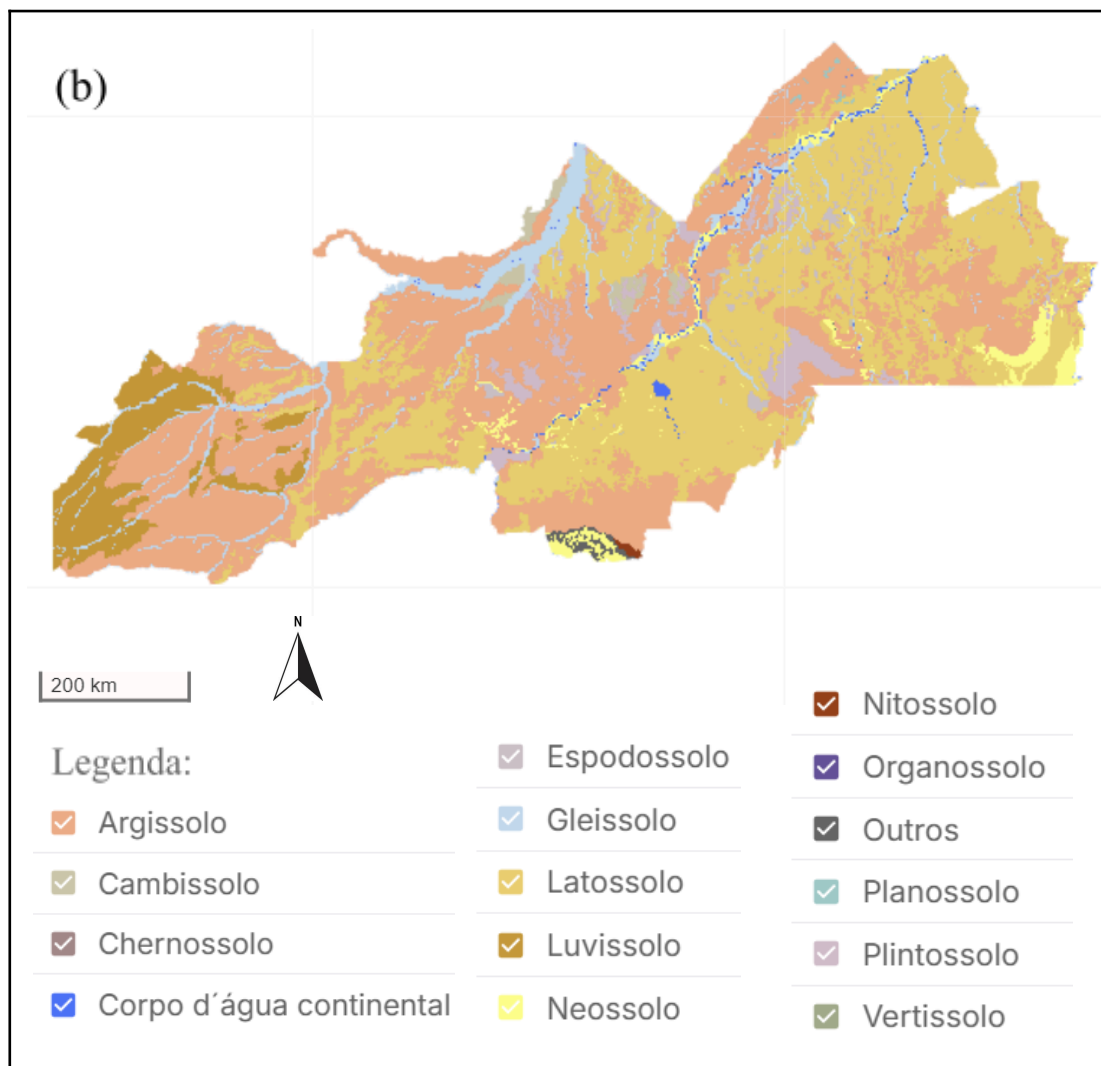 (b)
N
200 km
Legenda:
Argissolo
Cambissolo
Chernossolo
Corpo d´água continental
Espodossolo
Gleissolo
Latossolo
Luvissolo
Neossolo
Nitossolo
Organossolo
Outros
Planossolo
Plintossolo
Vertissolo